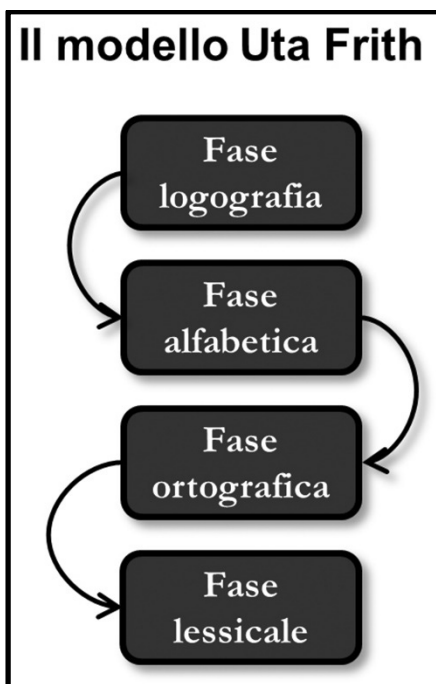 Il modello Uta Frith
Fase
logografia
Fase
alfabetica
Fase
ortografica
Fase
lessicale